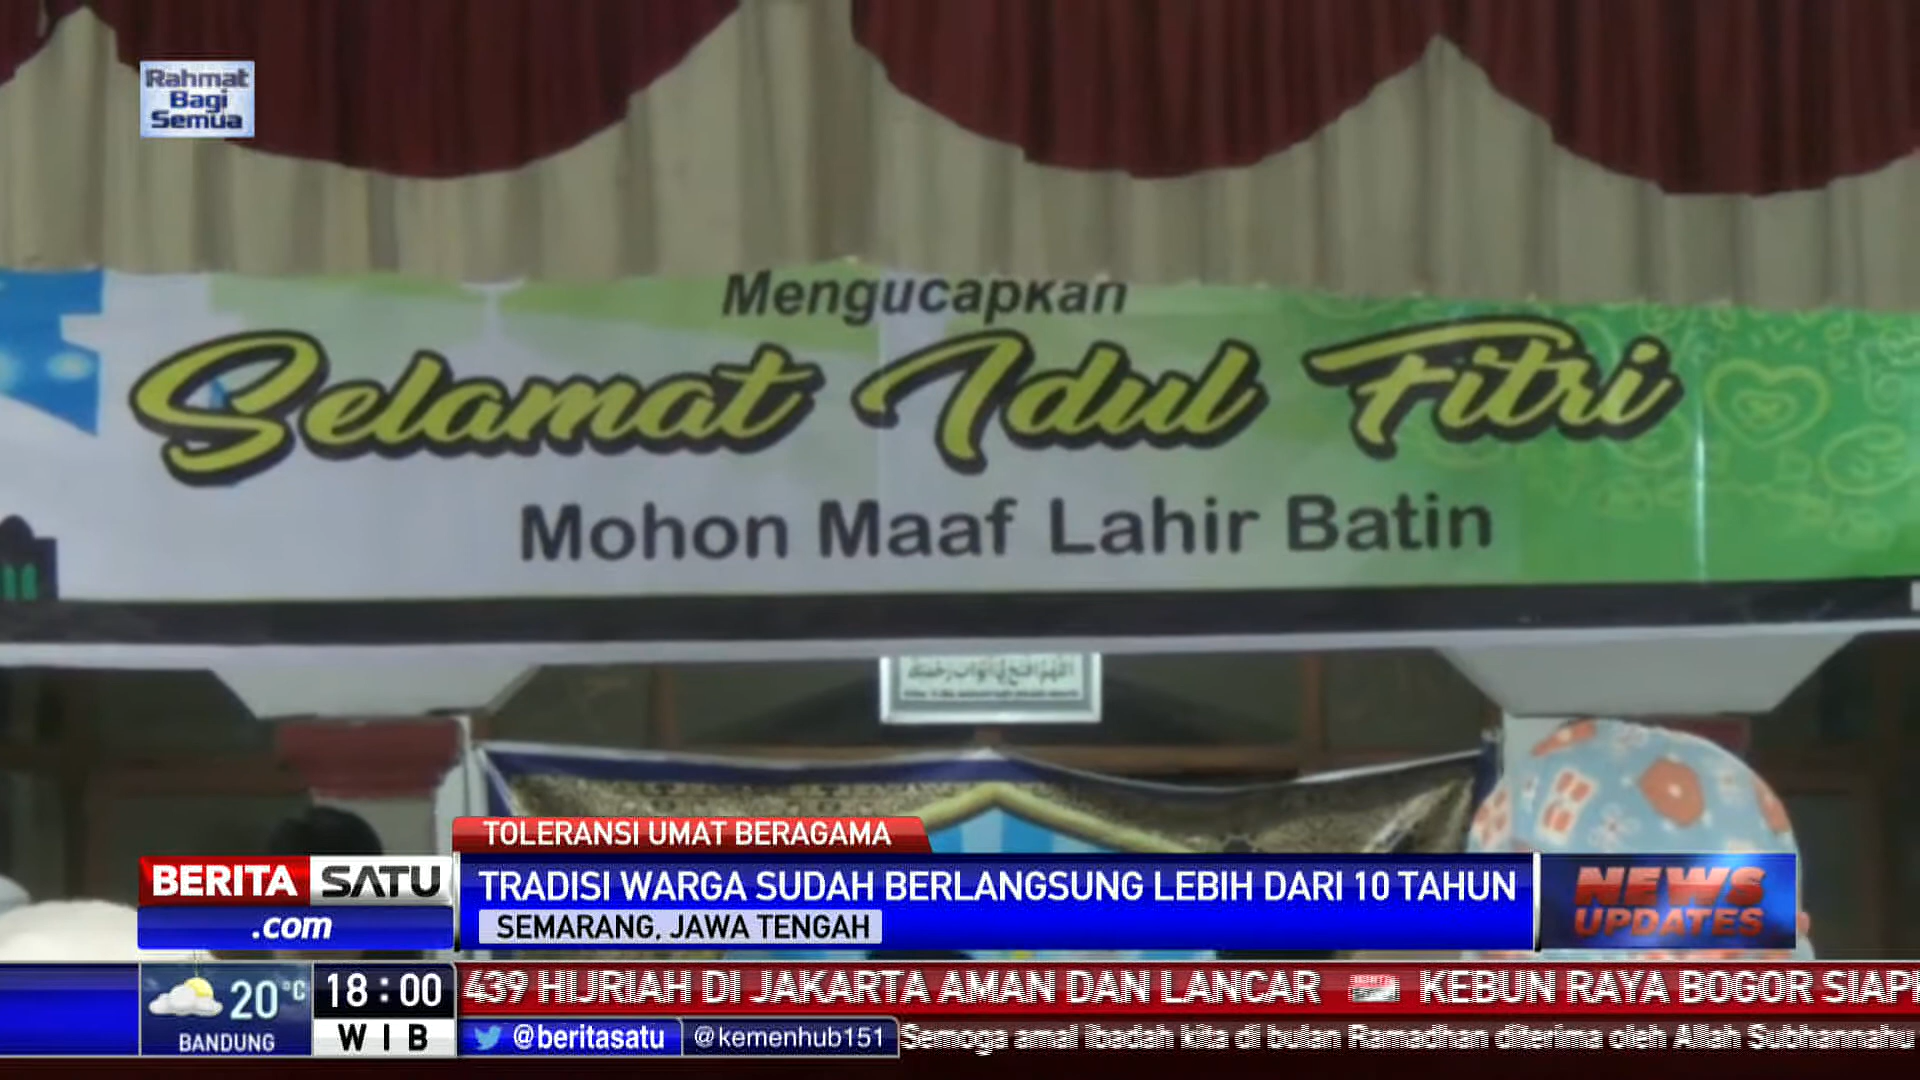 Rahmat
Bagi
Semua
Mengucapkan
Selamat Idul Fitri
Mohon Maaf Lahir Batin
TOLERANSI UMAT BERAGAMA
BERITA SATU
.com
TRADISI WARGA SUDAH BERLANGSUNG LEBIH DARI 10 TAHUN
SEMARANG, JAWA TENGAH
NEWS
UPDATES
20°C
BANDUNG
18:00
WIB
439 HIJRIAH DI JAKARTA AMAN DAN LANCAR
KEBUN RAYA BOGOR SIAP
@beritasatu
@kemenhub151
Semoga amal ibadah kita di bulan Ramadhan diterima oleh Allah Subhannahu